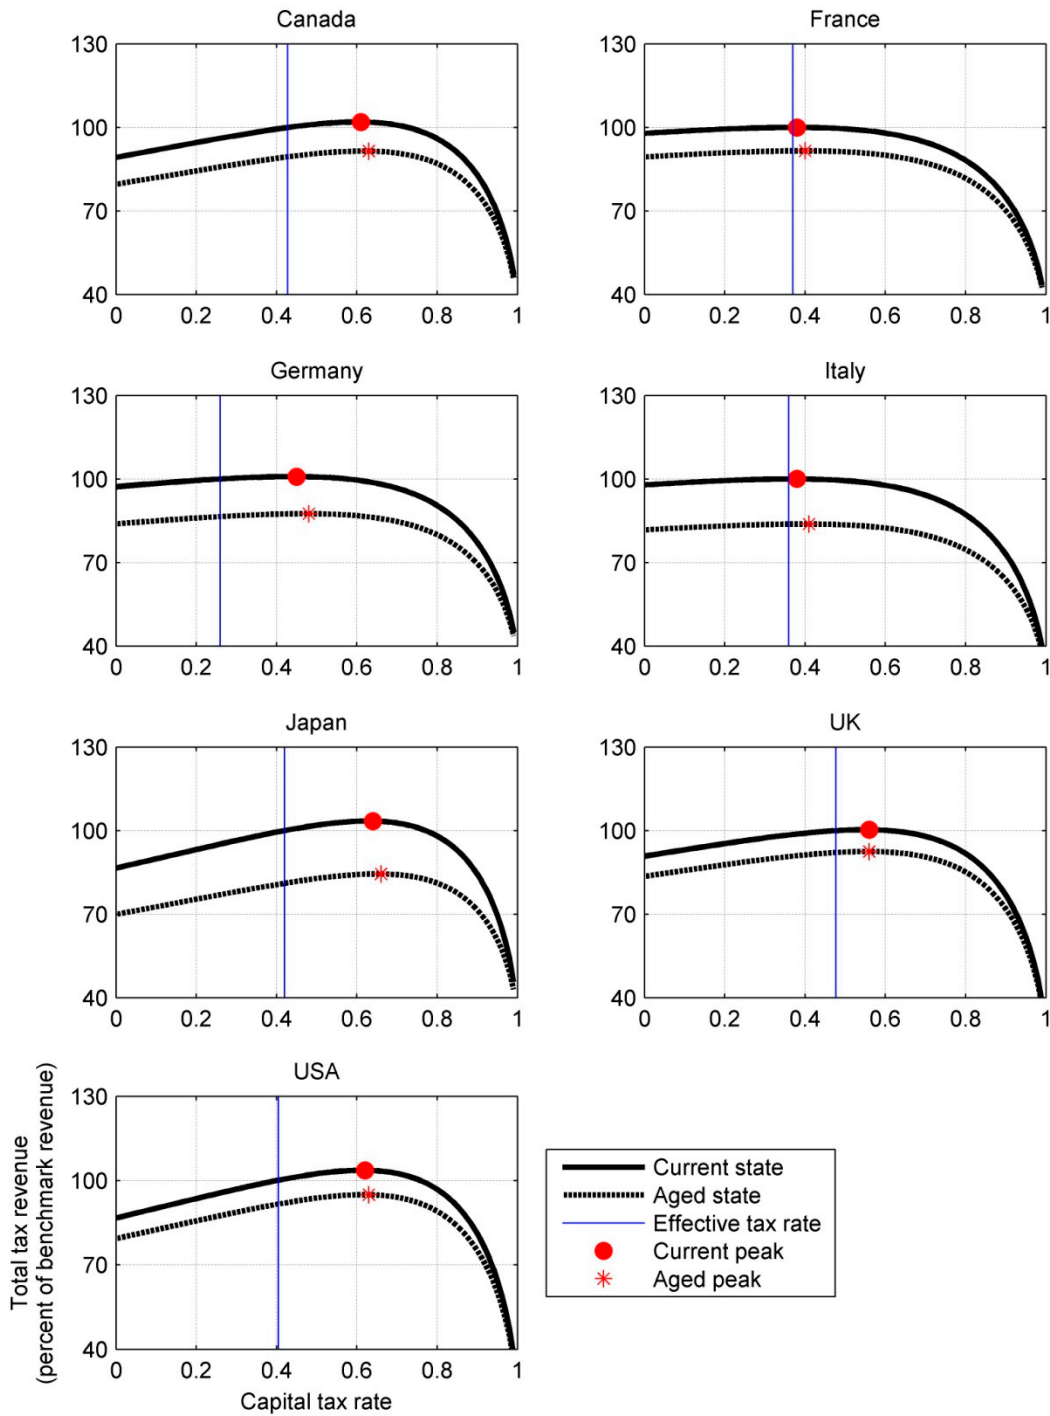 Canada
130
100
70
40
0 0.2 0.4 0.6 0.8 1
France
130
100
70
40
0 0.2 0.4 0.6 0.8 1
Germany
130
100
70
40
0 0.2 0.4 0.6 0.8 1
Italy
130
100
70
40
0 0.2 0.4 0.6 0.8 1
Japan
130
100
70
40
0 0.2 0.4 0.6 0.8 1
UK
130
100
70
40
0 0.2 0.4 0.6 0.8 1
USA
Total tax revenue
(percent of benchmark revenue)
130
100
70
40
0 0.2 0.4 0.6 0.8 1
Capital tax rate
Current state
Aged state
Effective tax rate
Current peak
Aged peak